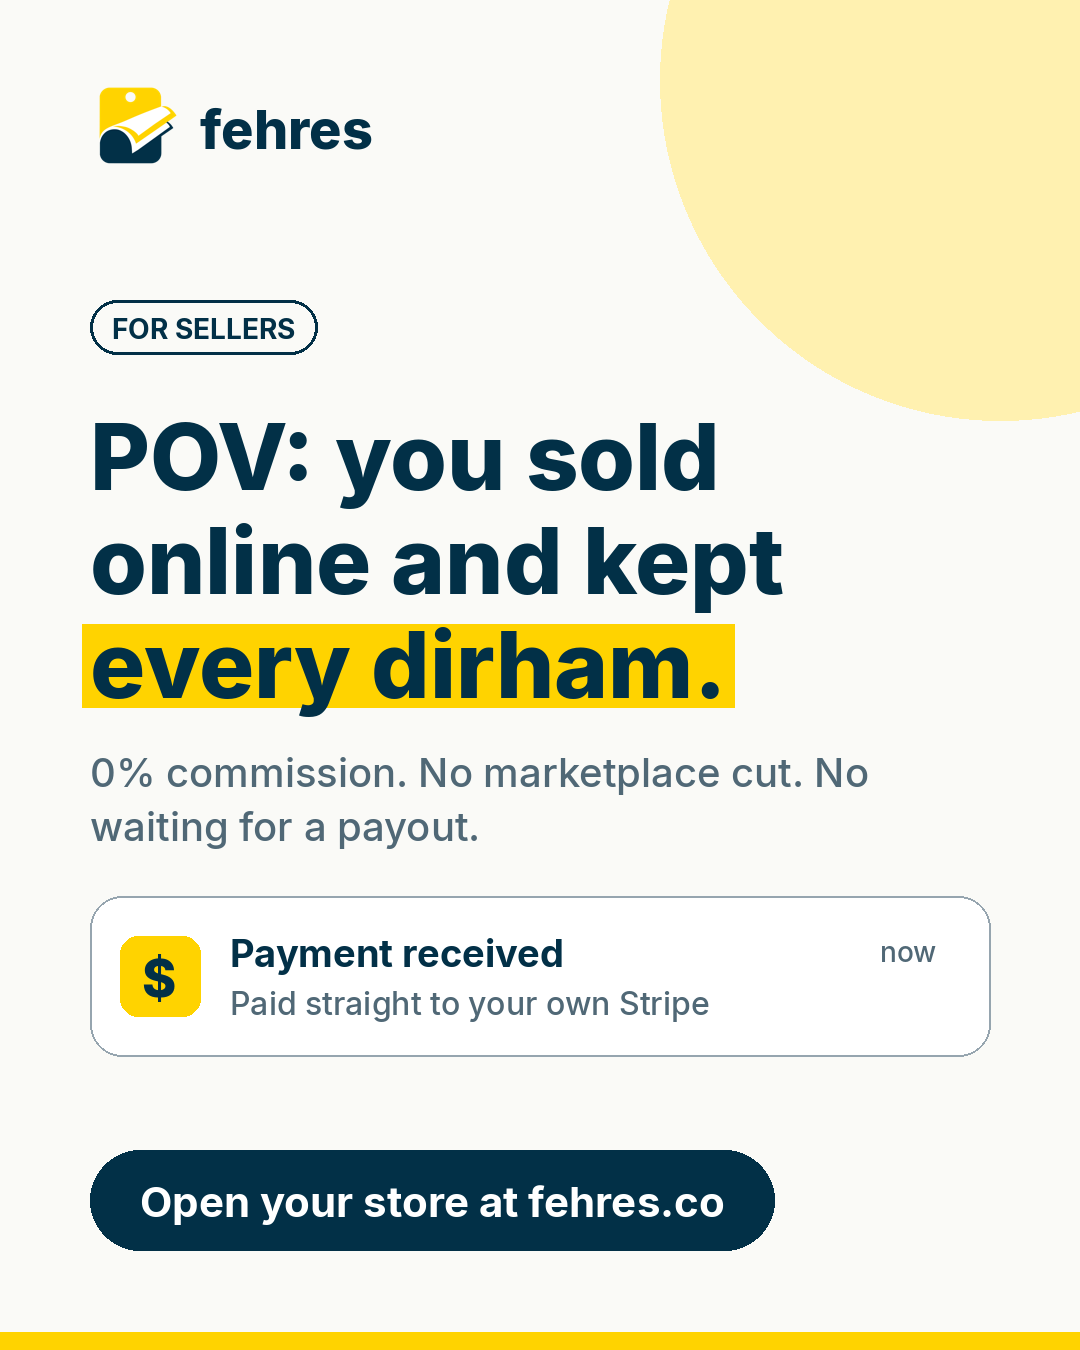 fehres
FOR SELLERS
POV: you sold
online and kept
every dirham.
0% commission. No marketplace cut. No
waiting for a payout.
$
Payment received
now
Paid straight to your own Stripe
Open your store at fehres.co